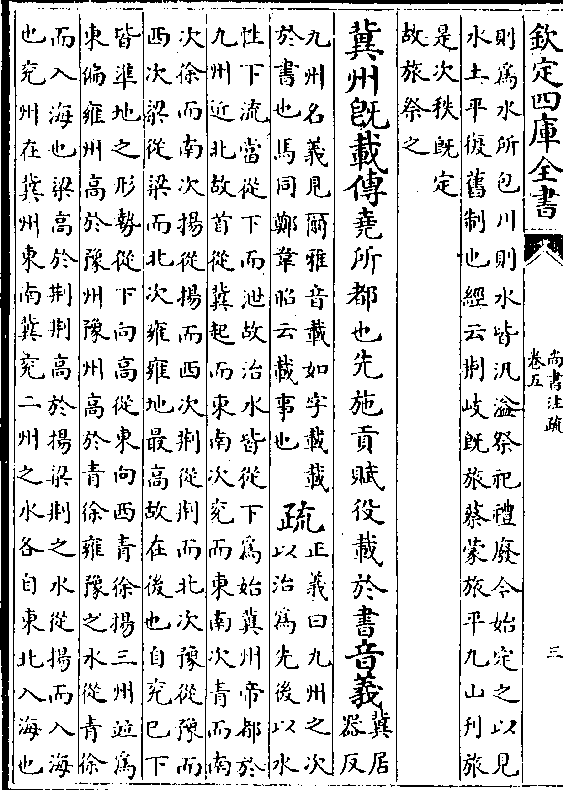 欽定四庫全書
尚書注疏
卷五
三
則為水所包川則水皆汎溢祭祀禮廢今始定之以見
水土平復舊制也經云荆岐既旅蔡蒙旅平九山刋旅
是次秩既定
故旅祭之
冀州既載傳堯所都也先施貢賦役載於書音義
冀居
器反
九州名義見爾雅音載如字載載
於書也馬同鄭韋昭云載事也
疏
正義曰九州之次
以治為先後以水
性下流當從下而泄故治水皆從下為始冀州帝都於
九州近北故首從冀起而東南次兖而東南次青而南
次徐而南次揚從揚而西次荆從荆而北次豫從豫而
西次梁從梁而北次雍雍地最高故在後也自兖已下
皆準地之形勢從下向高從東向西青徐揚三州竝為
東偏雍州高於豫州豫州高於青徐雍豫之水從青徐
而入海也梁高於荆荆高於揚梁荆之水從揚而入海
也兖州在冀州東南冀兖二州之水各自東北入海也